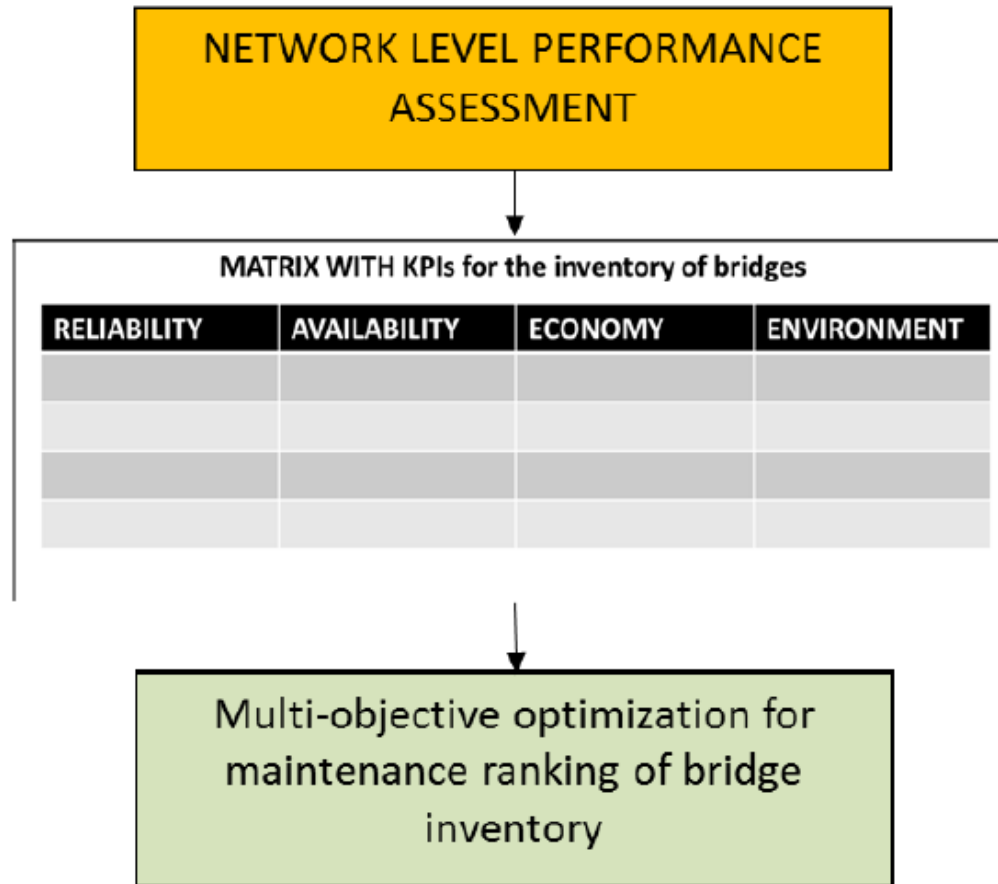 NETWORK LEVEL PERFORMANCE
ASSESSMENT
MATRIX WITH KPIs for the inventory of bridges
RELIABILITY AVAILABILITY ECONOMY ENVIRONMENT
Multi-objective optimization for
maintenance ranking of bridge
inventory